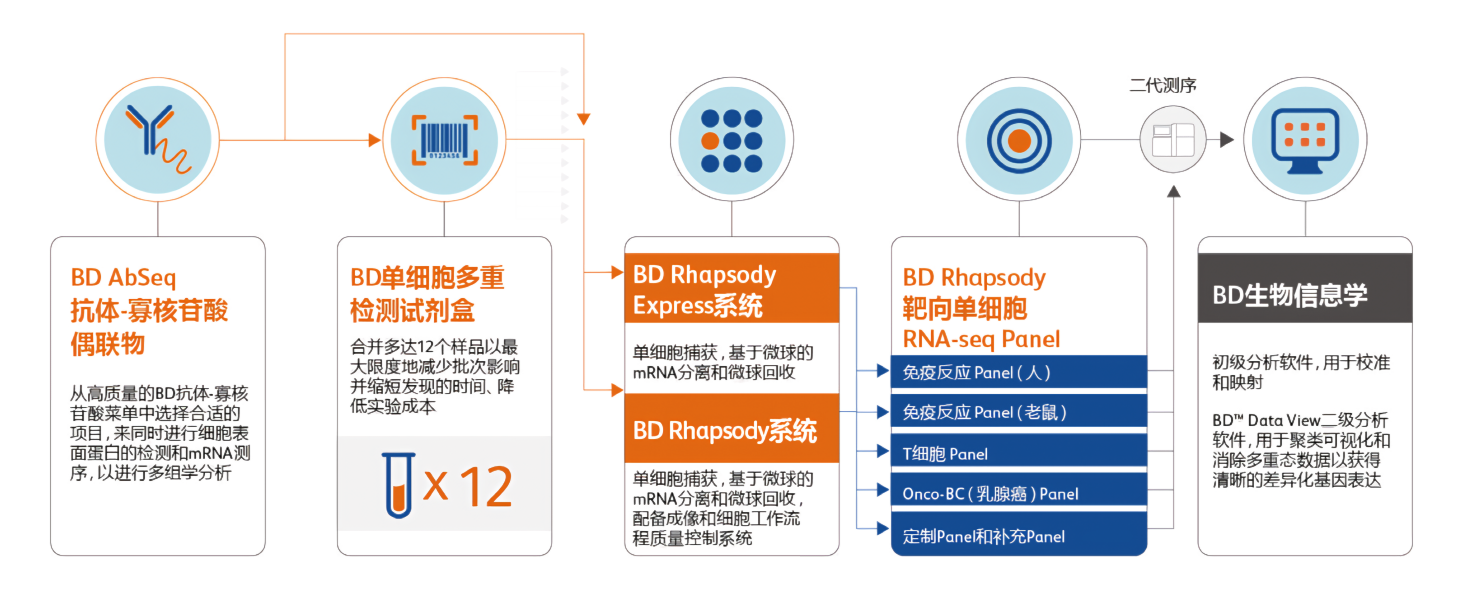 二代测序
0123456
BD AbSeq
抗体-寡核苷酸
偶联物
从高质量的BD抗体-寡核
苷酸菜单中选择合适的
项目，来同时进行细胞表
面蛋白的检测和mRNA测
序，以进行多组学分析
BD单细胞多重
检测试剂盒
合并多达12个样品以最
大限度地减少批次影响
并缩短发现的时间、降
低实验成本
x 12
BD Rhapsody
Express系统
单细胞捕获，基于微球的
mRNA分离和微球回收
BD Rhapsody系统
单细胞捕获，基于微球的
mRNA分离和微球回收，
配备成像和细胞工作流
程质量控制系统
BD Rhapsody
靶向单细胞
RNA-seq Panel
免疫反应 Panel（人）
免疫反应 Panel（老鼠）
T细胞 Panel
Onco-BC（乳腺癌）Panel
定制Panel和补充Panel
BD生物信息学
初级分析软件，用于校准
和映射
BD™ Data View二级分析
软件，用于聚类可视化和
消除多重态数据以获得
清晰的差异化基因表达